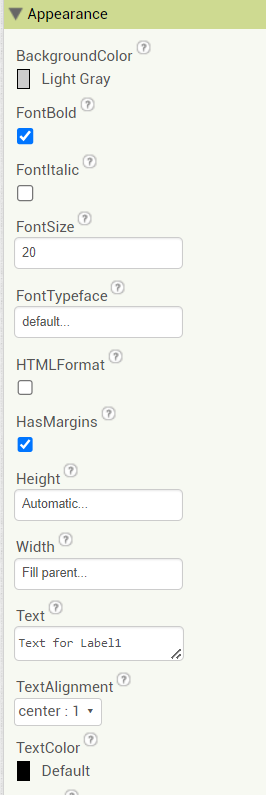 Appearance
BackgroundColor ?
Light Gray
FontBold ?
FontItalic ?
FontSize ?
20
FontTypeface ?
default...
HTMLFormat ?
HasMargins ?
Height ?
Automatic...
Width ?
Fill parent...
Text ?
Text for Label1
TextAlignment ?
center : 1
TextColor ?
Default